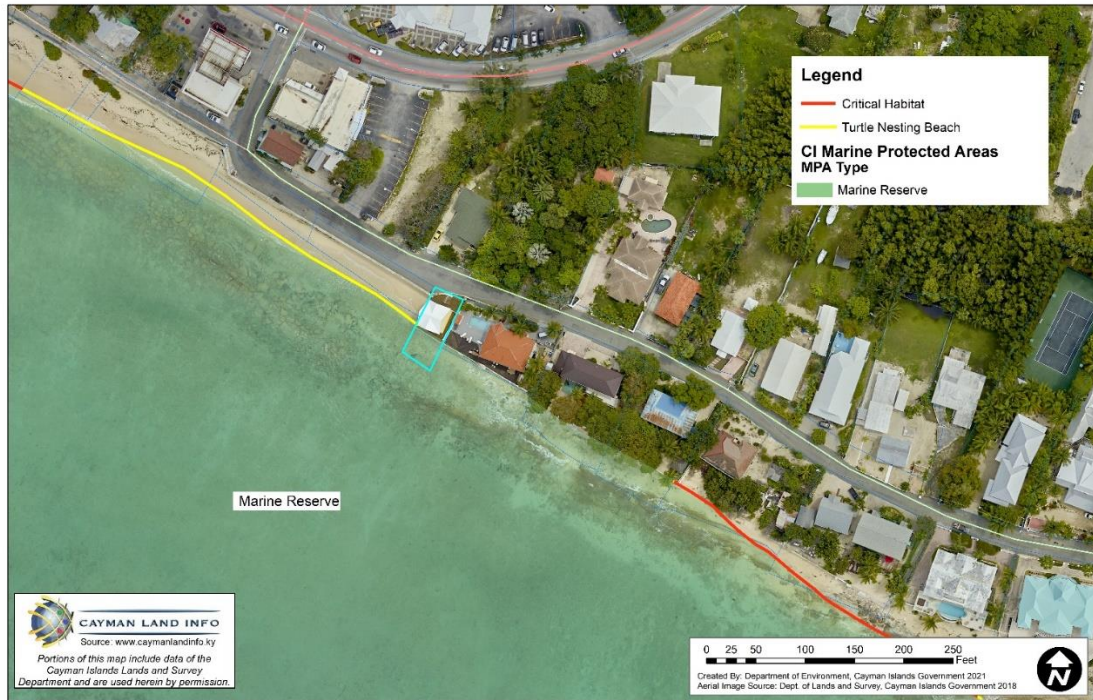 Legend
Critical Habitat
Turtle Nesting Beach
CI Marine Protected Areas
MPA Type
Marine Reserve
Marine Reserve
CAYMAN LAND INFO
Source: www.caymanlandinfo.ky
Portions of this map include data of the
Cayman Islands Lands and Survey
Department and are used herein by permission.
0 25 50 100 150 200 250
Feet
Created By: Department of Environment, Cayman Islands Government 2021
Aerial Image Source: Dept. of Lands and Survey, Cayman Islands Government 2018
N